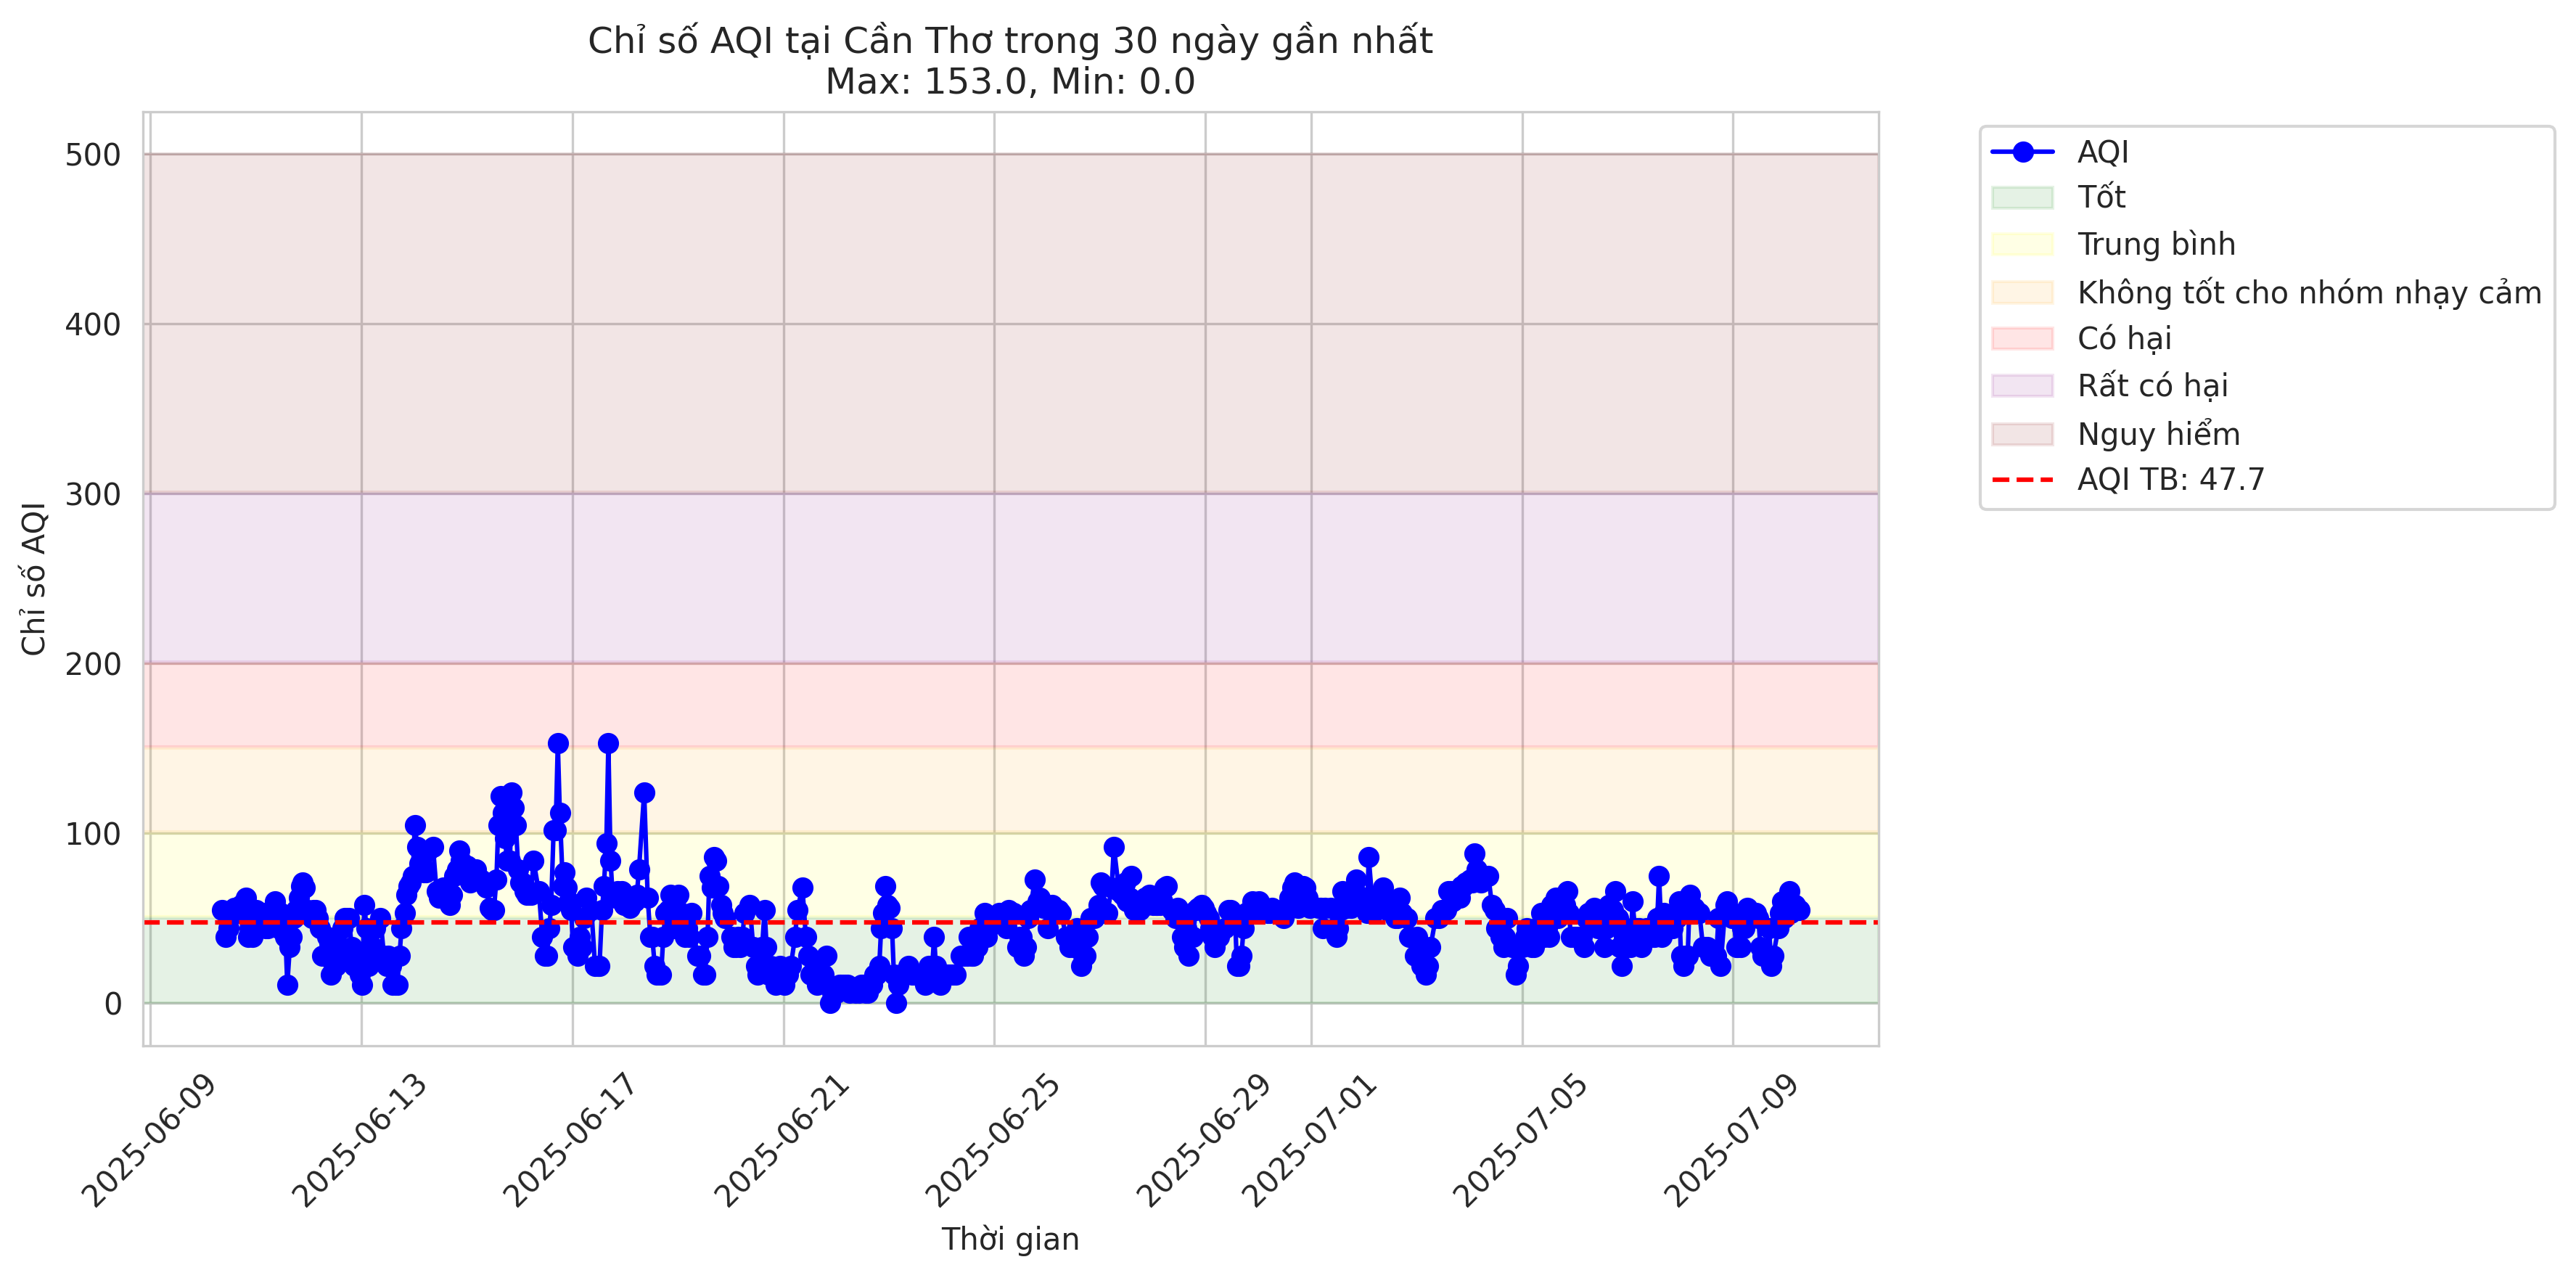 Chỉ số AQI tại Cần Thơ trong 30 ngày gần nhất
Max: 153.0, Min: 0.0
Chỉ số AQI
500
400
300
200
100
0
2025-06-09
2025-06-13
2025-06-17
2025-06-21
2025-06-25
2025-06-29
2025-07-01
2025-07-05
2025-07-09
Thời gian
AQI
Tốt
Trung bình
Không tốt cho nhóm nhạy cảm
Có hại
Rất có hại
Nguy hiểm
AQI TB: 47.7